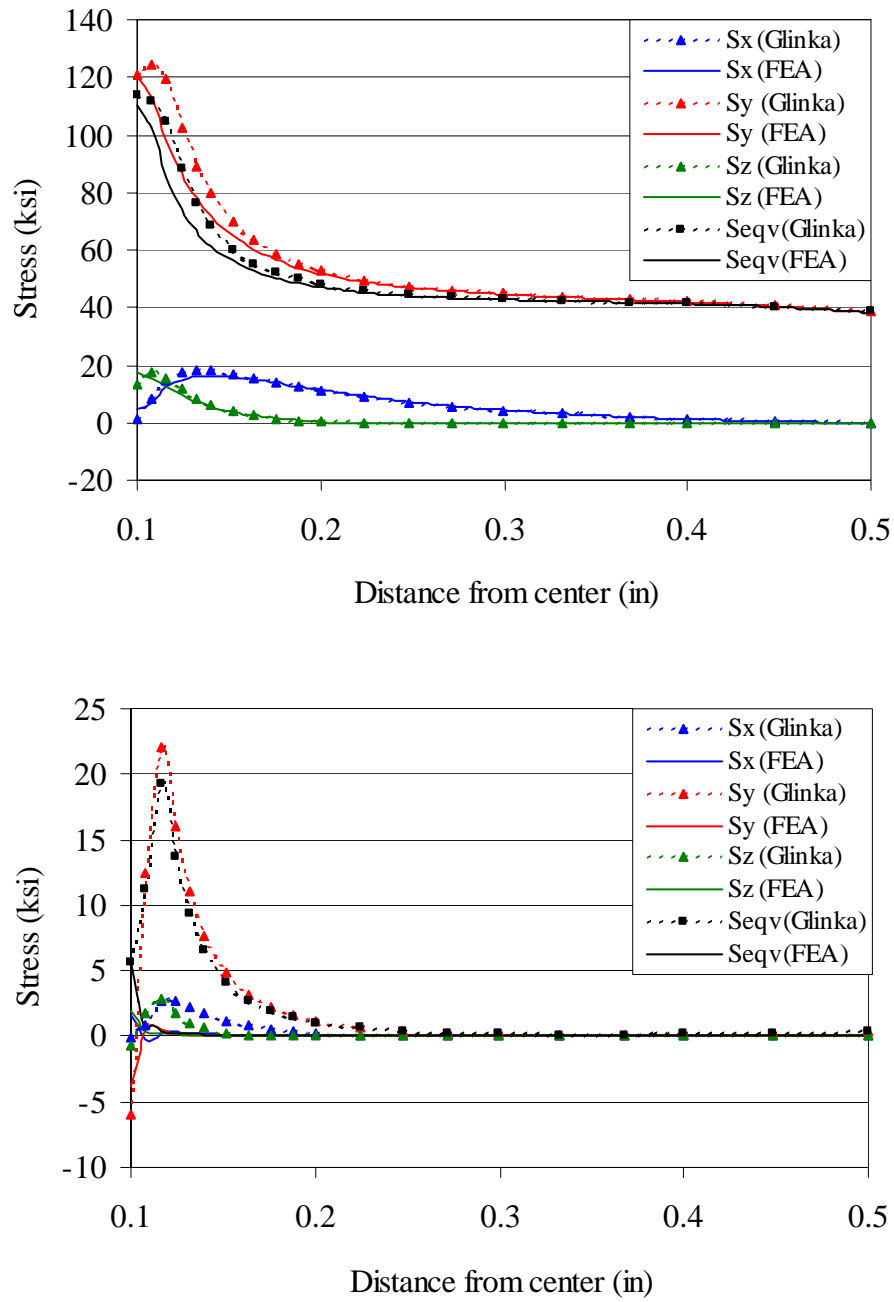 140
120
100
80
60
40
20
0
-20
Stress (ksi)
Sx (Glinka)
Sx (FEA)
Sy (Glinka)
Sy (FEA)
Sz (Glinka)
Sz (FEA)
Seqv(Glinka)
Seqv(FEA)
0.1 0.2 0.3 0.4 0.5
Distance from center (in)
25
20
15
10
5
0
-5
-10
Stress (ksi)
Sx (Glinka)
Sx (FEA)
Sy (Glinka)
Sy (FEA)
Sz (Glinka)
Sz (FEA)
Seqv(Glinka)
Seqv(FEA)
0.1 0.2 0.3 0.4 0.5
Distance from center (in)